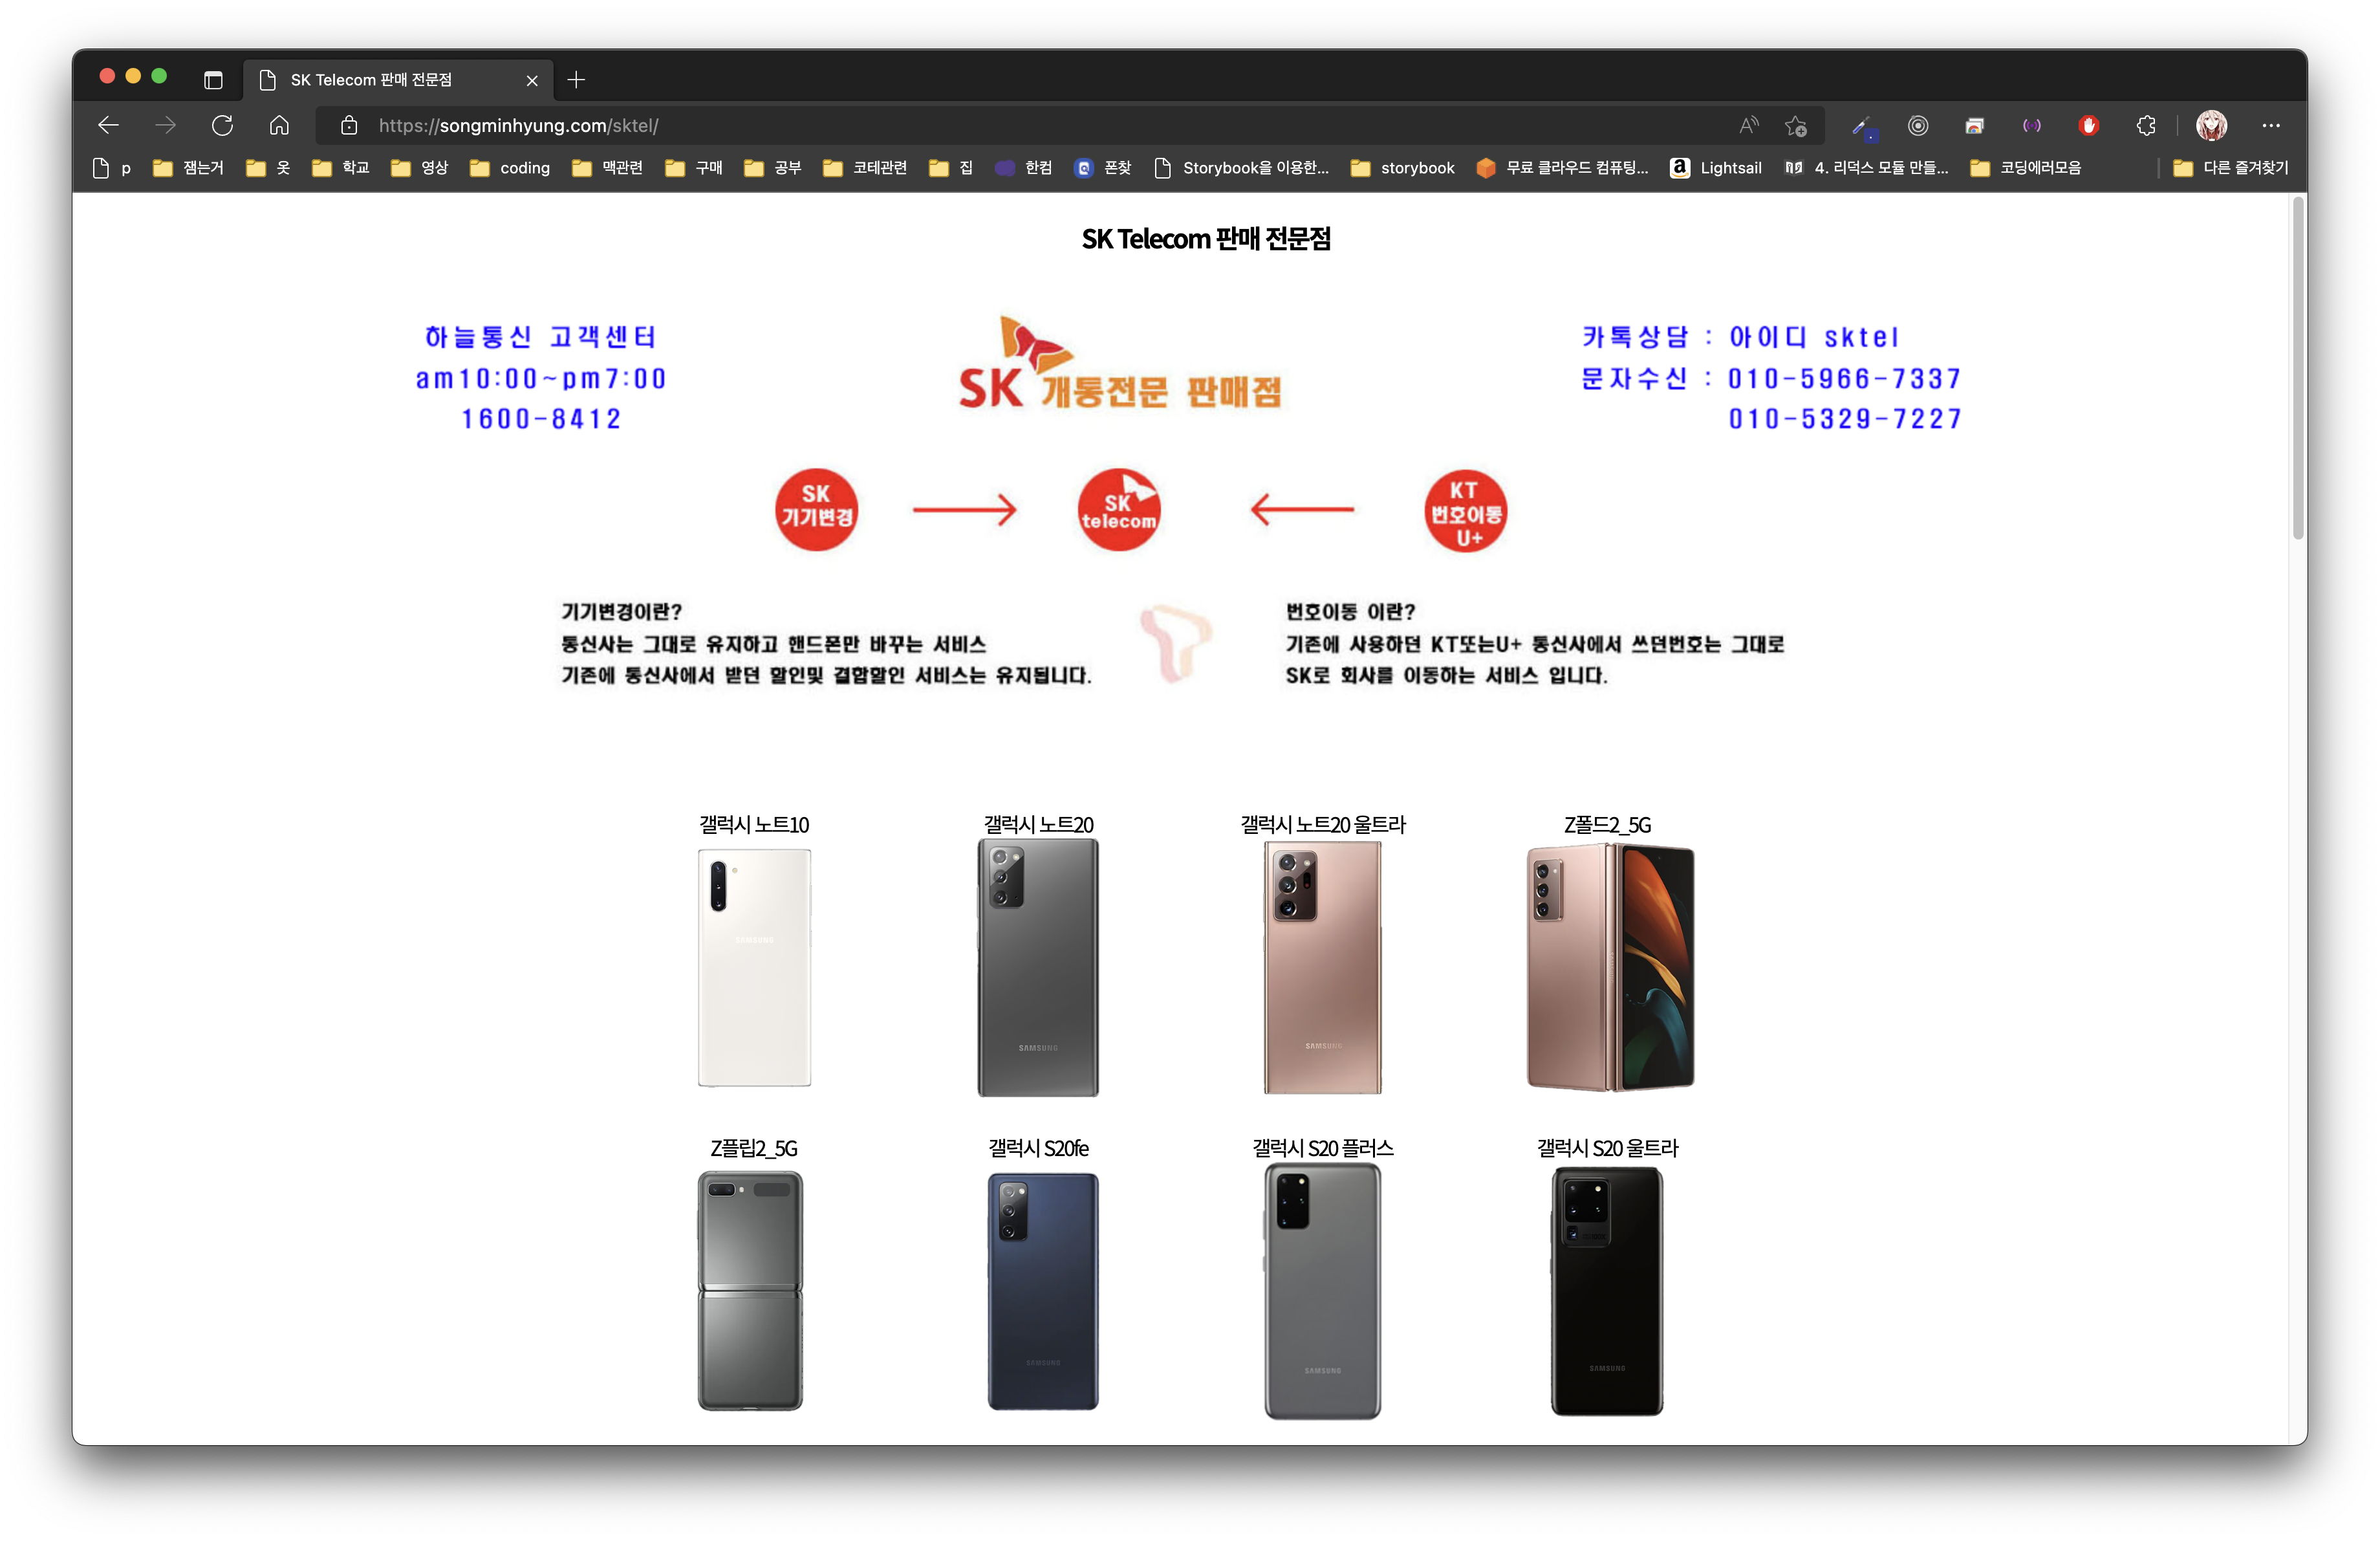 SK Telecom 판매 전문점
https://songminhyung.com/sktel/
p 잼는거 옷 학교 영상 coding 맥관련 구매 공부 코테관련 집 한컴 폰찾 Storybook을 이용한... storybook 무료 클라우드 컴퓨팅... Lightsail 4. 리덕스 모듈 만들... 코딩에러모음 다른 즐겨찾기
SK Telecom 판매 전문점
하늘통신 고객센터
am10:00~pm7:00
1600-8412
SK 개통전문 판매점
카톡상담 : 아이디 sktel
문자수신 : 010-5966-7337
010-5329-7227
SK
기기변경
SK
telecom
KT
번호이동
U+
기기변경이란?
통신사는 그대로 유지하고 핸드폰만 바꾸는 서비스
기존에 통신사에서 받던 할인및 결합할인 서비스는 유지됩니다.
번호이동 이란?
기존에 사용하던 KT또는U+ 통신사에서 쓰던번호는 그대로
SK로 회사를 이동하는 서비스 입니다.
갤럭시 노트10 갤럭시 노트20 갤럭시 노트20 울트라 Z폴드2_5G
SAMSUNG
SAMSUNG
SAMSUNG
Z플립2_5G 갤럭시 S20fe 갤럭시 S20 플러스 갤럭시 S20 울트라
SAMSUNG
SAMSUNG
SAMSUNG